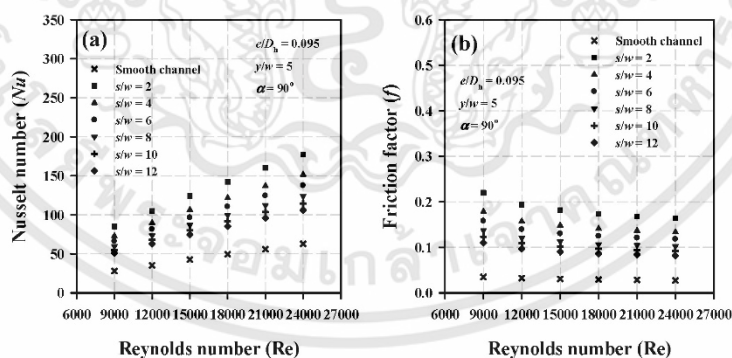 (a)
e/Dh = 0.095
y/w = 5
α = 90°
Smooth channel
s/w = 2
s/w = 4
s/w = 6
s/w = 8
s/w = 10
s/w = 12
Nusselt number (Nu)
350
300
250
200
150
100
50
0
6000 9000 12000 15000 18000 21000 24000 27000
Reynolds number (Re)
(b)
e/Dh = 0.095
y/w = 5
α = 90°
Smooth channel
s/w = 2
s/w = 4
s/w = 6
s/w = 8
s/w = 10
s/w = 12
Friction factor (f)
0.6
0.5
0.4
0.3
0.2
0.1
0.0
6000 9000 12000 15000 18000 21000 24000 27000
Reynolds number (Re)